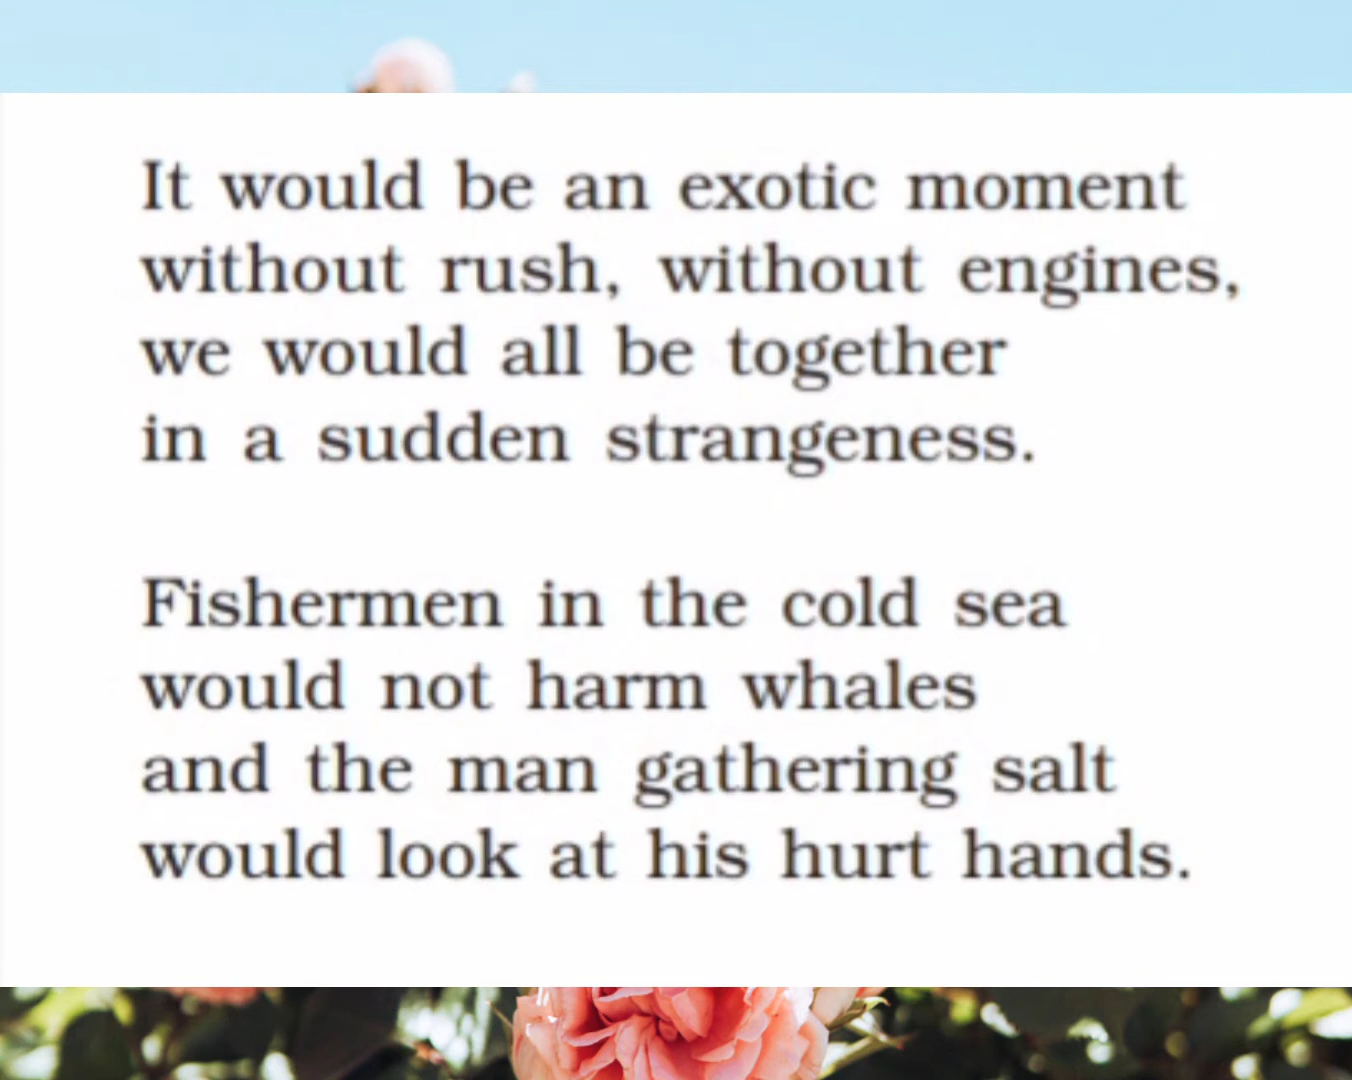 It would be an exotic moment
without rush, without engines,
we would all be together
in a sudden strangeness.
Fishermen in the cold sea
would not harm whales
and the man gathering salt
would look at his hurt hands.